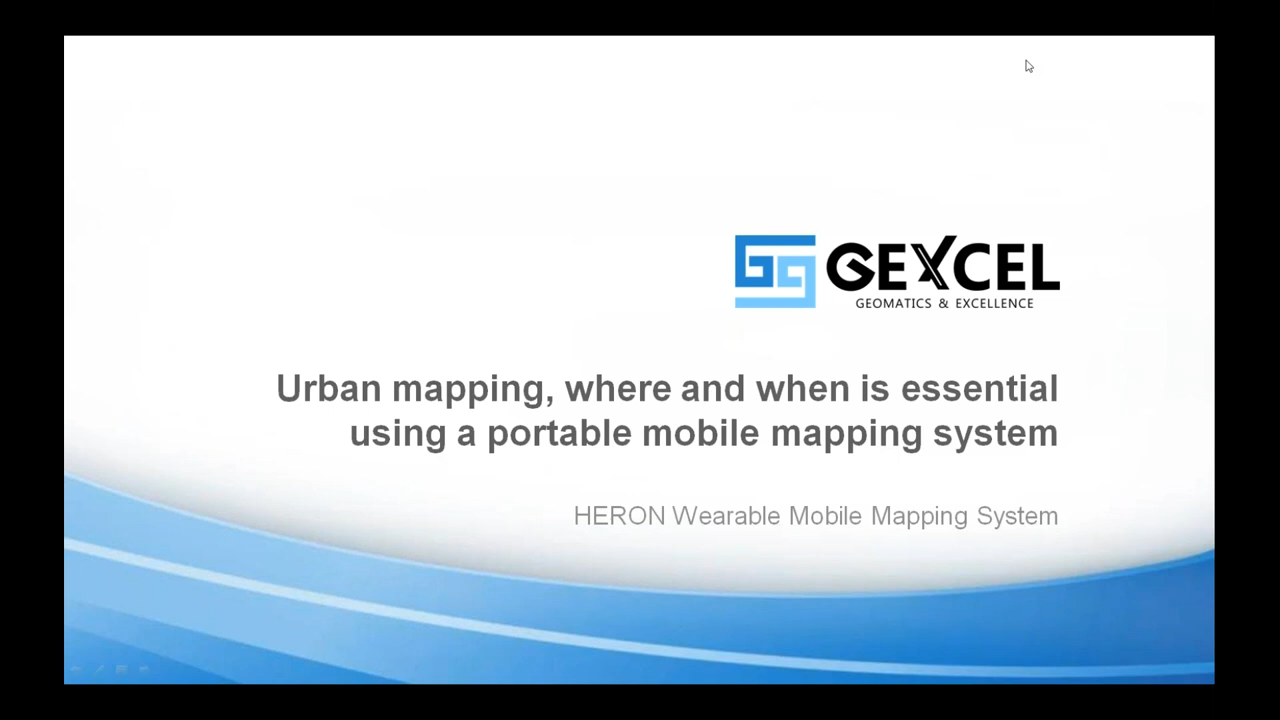 GEXCEL
GEOMATICS & EXCELLENCE
Urban mapping, where and when is essential
using a portable mobile mapping system
HERON Wearable Mobile Mapping System